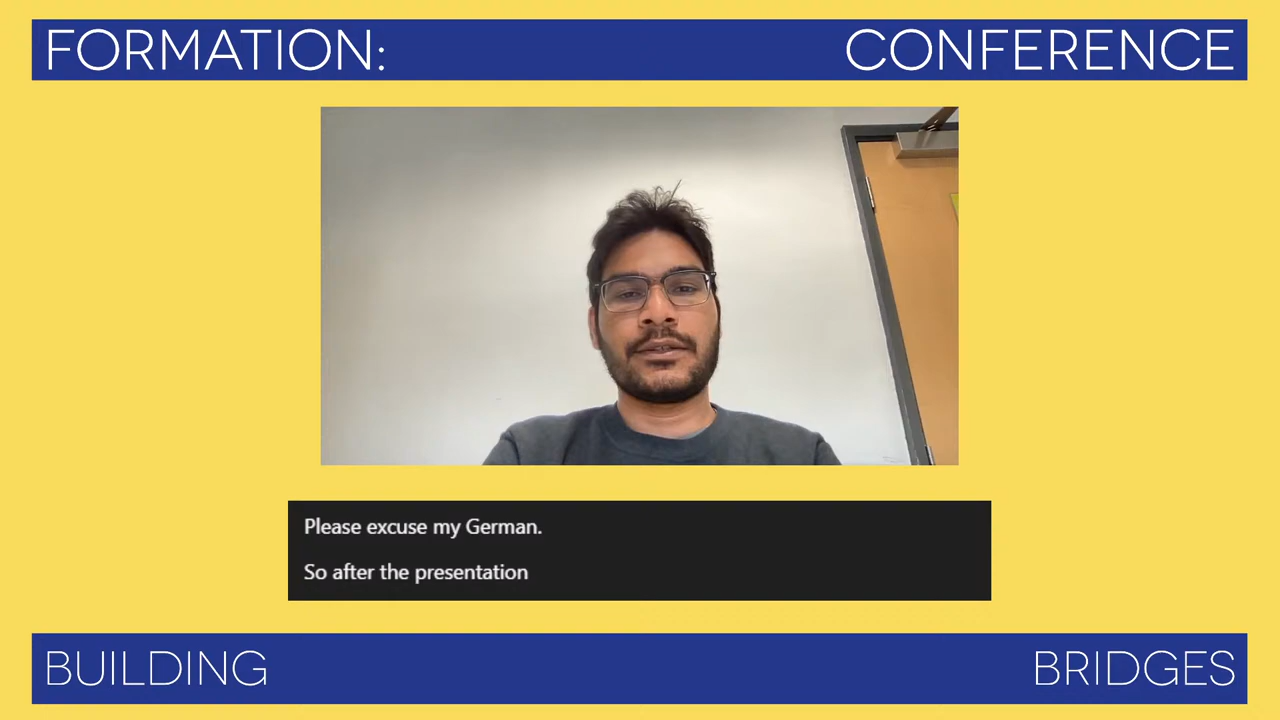 FORMATION: CONFERENCE
Please excuse my German.
So after the presentation
BUILDING BRIDGES